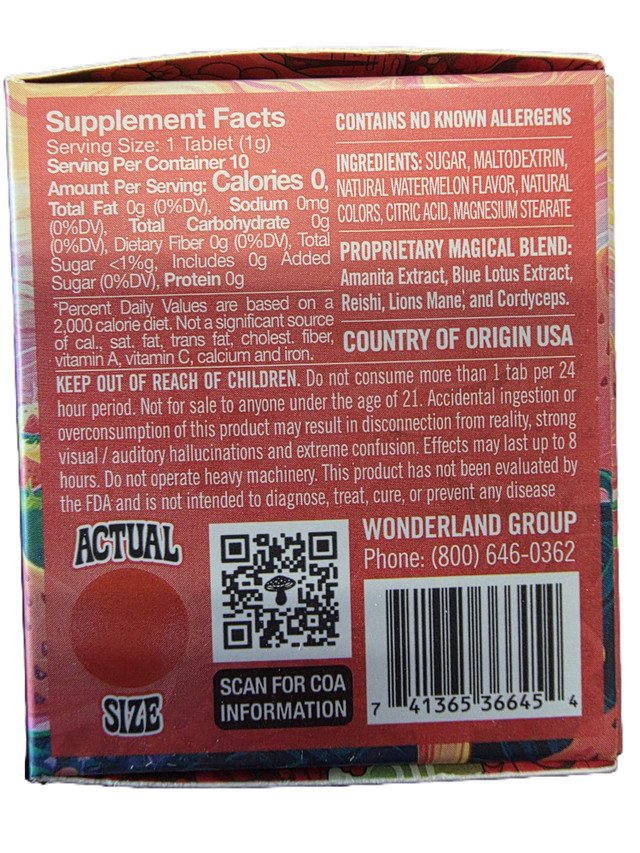 Supplement Facts
Serving Size: 1 Tablet (1g)
Serving Per Container 10
Amount Per Serving: Calories 0,
Total Fat 0g (0%DV), Sodium 0mg
(0%DV), Total Carbohydrate 0g
(0%DV), Dietary Fiber 0g (0%DV), Total
Sugar <1%g, Includes 0g Added
Sugar (0%DV), Protein 0g
*Percent Daily Values are based on a
2,000 calorie diet. Not a significant source
of cal., sat. fat, trans fat, cholest. fiber,
vitamin A, vitamin C, calcium and iron.
CONTAINS NO KNOWN ALLERGENS
INGREDIENTS: SUGAR, MALTODEXTRIN,
NATURAL WATERMELON FLAVOR, NATURAL
COLORS, CITRIC ACID, MAGNESIUM STEARATE
PROPRIETARY MAGICAL BLEND:
Amanita Extract, Blue Lotus Extract,
Reishi, Lions Mane, and Cordyceps.
COUNTRY OF ORIGIN USA
KEEP OUT OF REACH OF CHILDREN. Do not consume more than 1 tab per 24
hour period. Not for sale to anyone under the age of 21. Accidental ingestion or
overconsumption of this product may result in disconnection from reality, strong
visual / auditory hallucinations and extreme confusion. Effects may last up to 8
hours. Do not operate heavy machinery. This product has not been evaluated by
the FDA and is not intended to diagnose, treat, cure, or prevent any disease
ACTUAL
SIZE
SCAN FOR COA
INFORMATION
WONDERLAND GROUP
Phone: (800) 646-0362
7 41365 36645 4